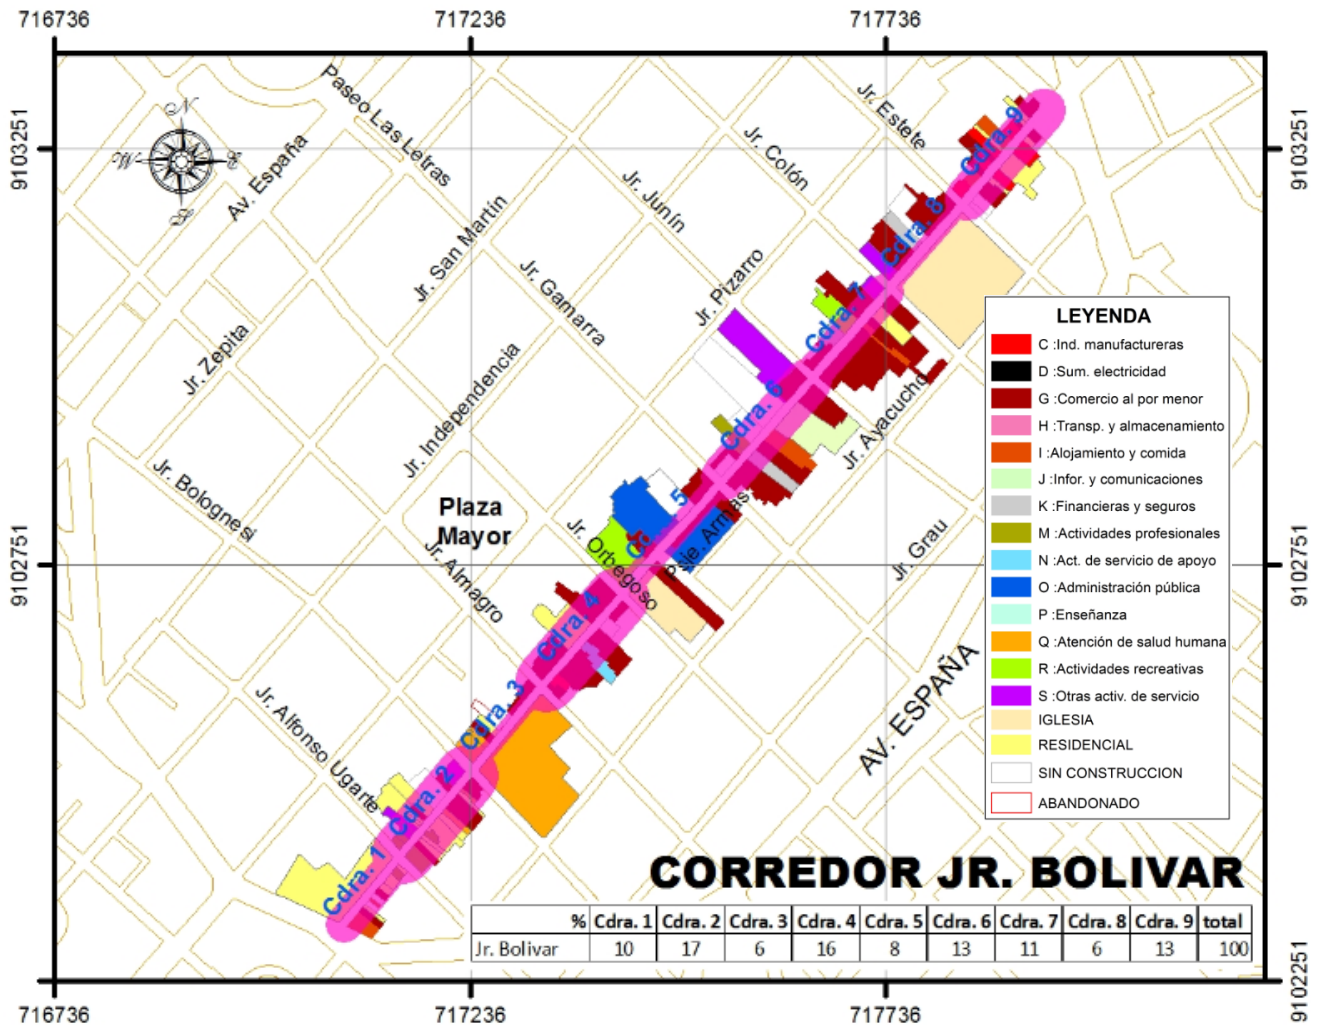 716736 717236 717736
9103251 9103251
9102751 9102751
9102251
716736 717236 717736
N
W E
S
Paseo Las Letras
Av. España
Jr. Estete
Jr. Colón
Jr. Junín
Jr. San Martín
Jr. Gamarra
Jr. Pizarro
Jr. Zepita
Jr. Independencia
Jr. Bolognesi
Plaza
Mayor
Jr. Almagro
Jr. Orbegoso
Psje. Armas
Jr. Ayacucho
Jr. Grau
Jr. Alfonso Ugarte
AV. ESPAÑA
Cdra. 9
Cdra. 8
Cdra. 7
Cdra. 6
5
Cdra. 4
Cdra. 3
Cdra. 2
Cdra. 1
LEYENDA
C :Ind. manufactureras
D :Sum. electricidad
G :Comercio al por menor
H :Transp. y almacenamiento
I :Alojamiento y comida
J :Infor. y comunicaciones
K :Financieras y seguros
M :Actividades profesionales
N :Act. de servicio de apoyo
O :Administración pública
P :Enseñanza
Q :Atención de salud humana
R :Actividades recreativas
S :Otras activ. de servicio
IGLESIA
RESIDENCIAL
SIN CONSTRUCCION
ABANDONADO
CORREDOR JR. BOLIVAR
% Cdra. 1 Cdra. 2 Cdra. 3 Cdra. 4 Cdra. 5 Cdra. 6 Cdra. 7 Cdra. 8 Cdra. 9 total
Jr. Bolivar 10 17 6 16 8 13 11 6 13 100